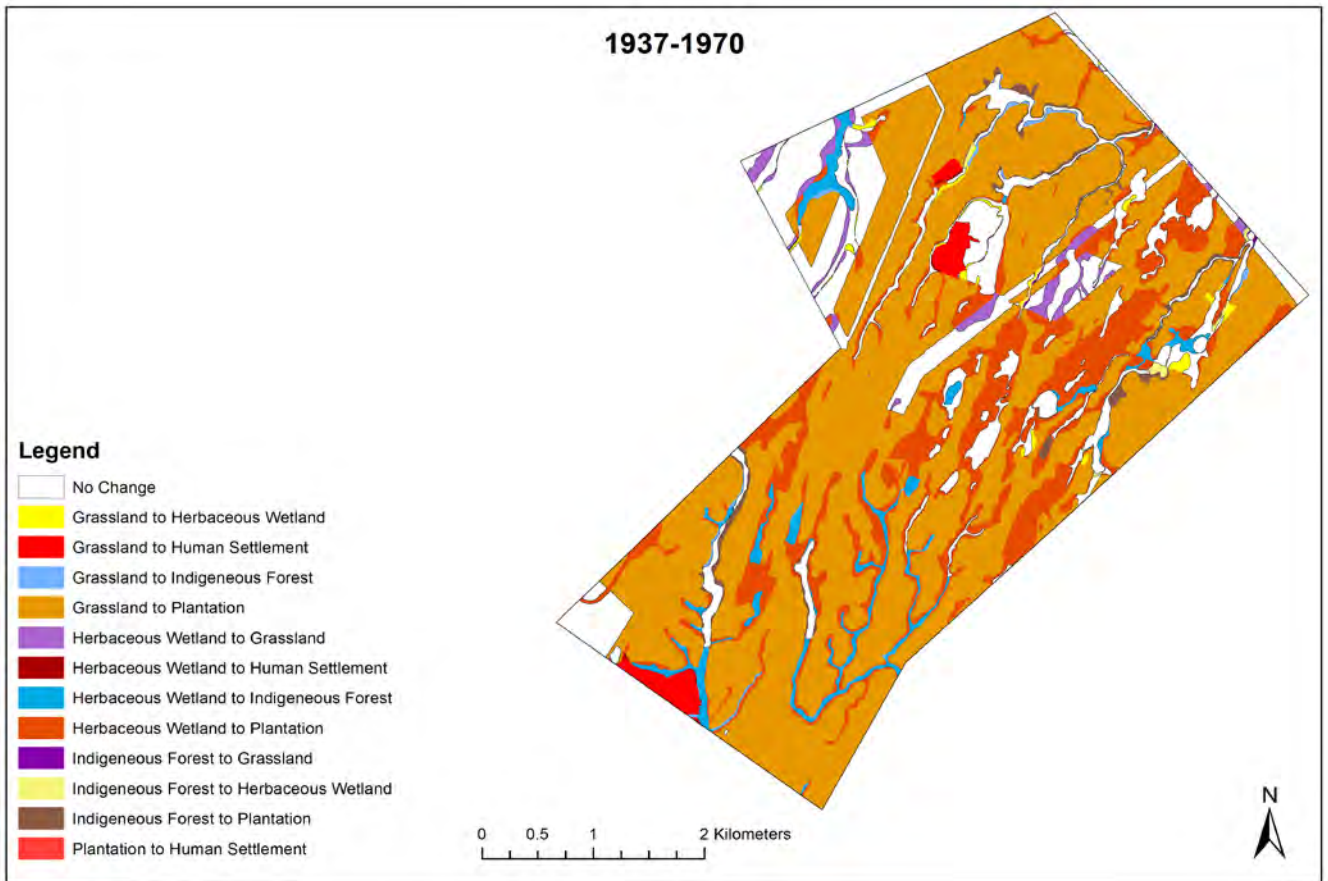 1937-1970
Legend
No Change
Grassland to Herbaceous Wetland
Grassland to Human Settlement
Grassland to Indigeneous Forest
Grassland to Plantation
Herbaceous Wetland to Grassland
Herbaceous Wetland to Human Settlement
Herbaceous Wetland to Indigeneous Forest
Herbaceous Wetland to Plantation
Indigeneous Forest to Grassland
Indigeneous Forest to Herbaceous Wetland
Indigeneous Forest to Plantation
Plantation to Human Settlement
0 0.5 1 2 Kilometers
N